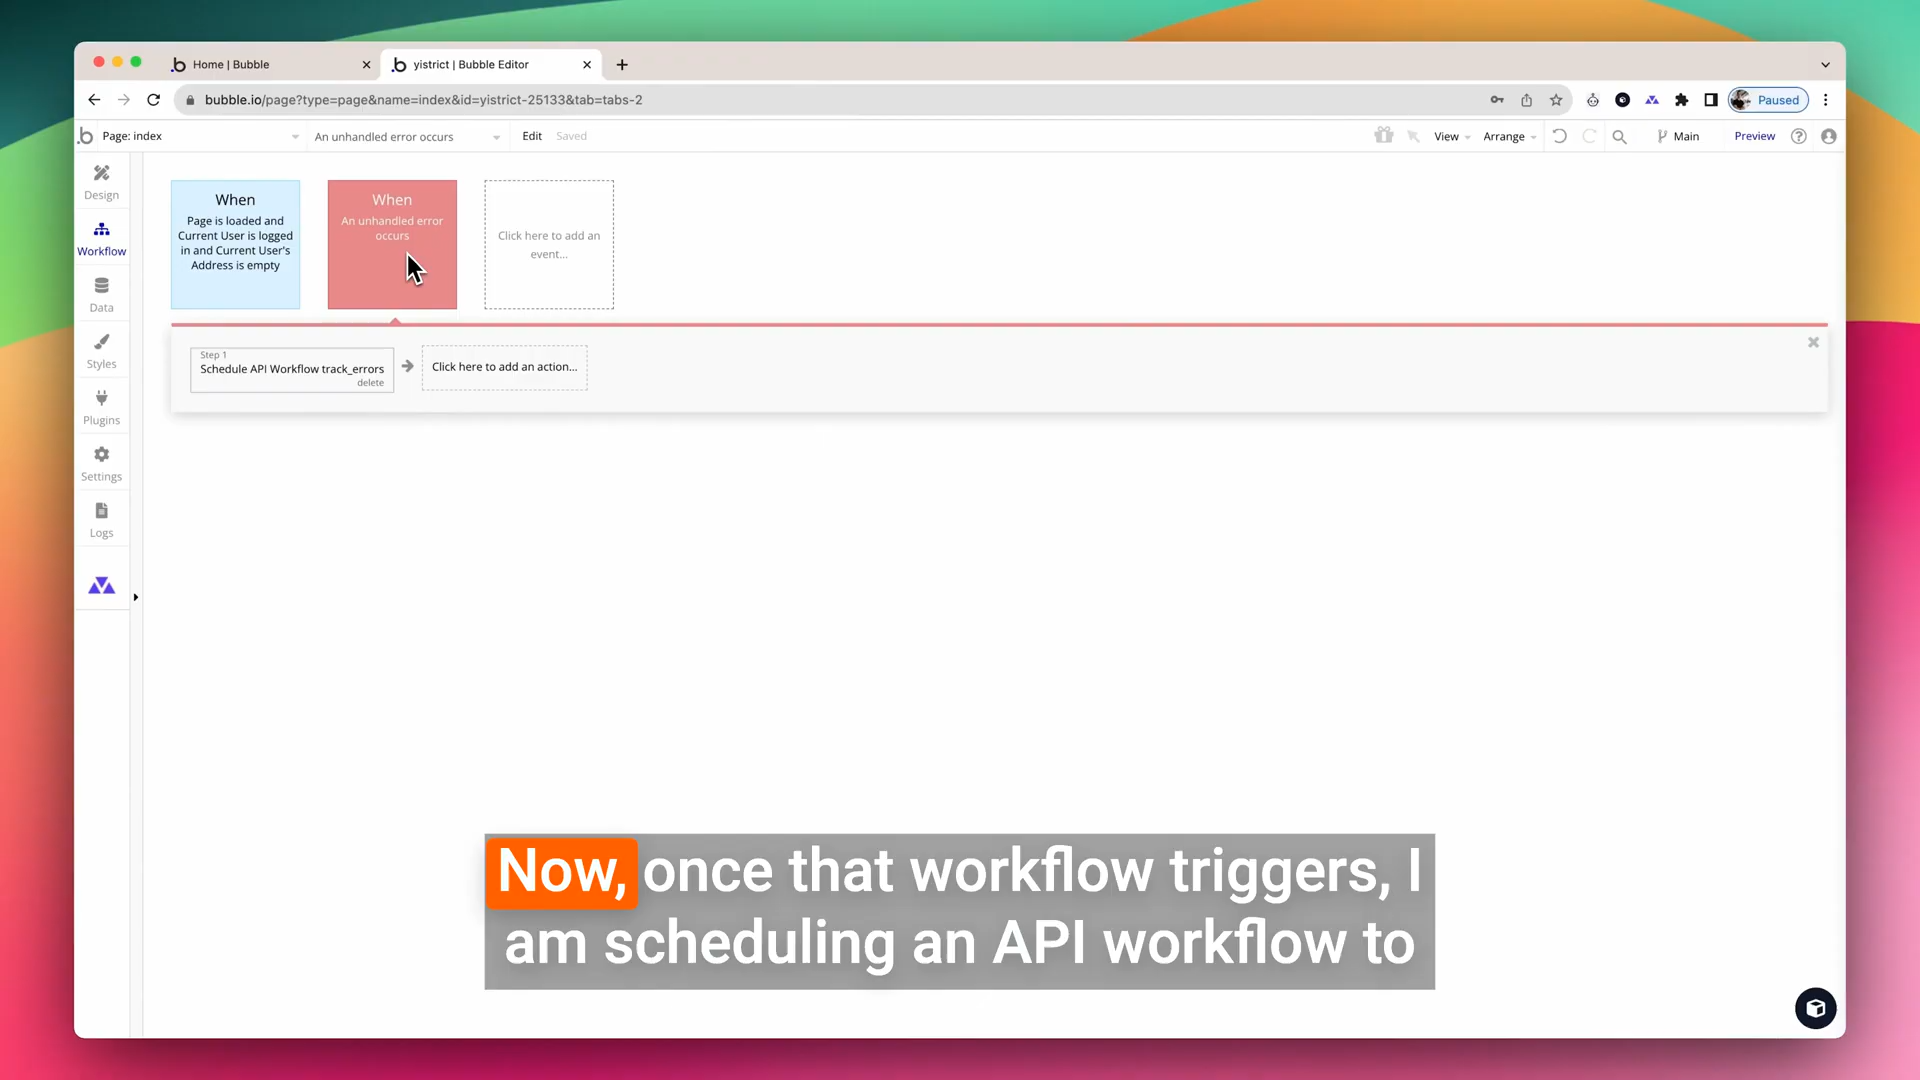 Home | Bubble
yistrict | Bubble Editor
bubble.io/page?type=page&name=index&id=yistrict-25133&tab=tabs-2
Paused
Page: index
An unhandled error occurs
Edit
Saved
View
Arrange
Main
Preview
Design
Workflow
Data
Styles
Plugins
Settings
Logs
When
Page is loaded and
Current User is logged
in and Current User's
Address is empty
When
An unhandled error
occurs
Click here to add an
event...
Step 1
Schedule API Workflow track_errors
delete
Click here to add an action...
Now, once that workflow triggers, I
am scheduling an API workflow to